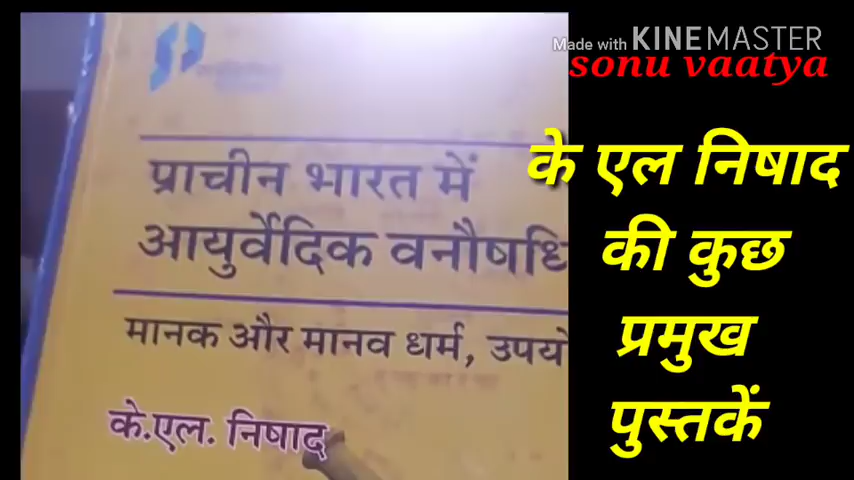 Made with KINEMASTER
sonu vaatya
प्राचीन भारत में
आयुर्वेदिक वनौषधि
मानक और मानव धर्म, उपयो
के.एल. निषाद
के एल निषाद
की कुछ
प्रमुख
पुस्तकें